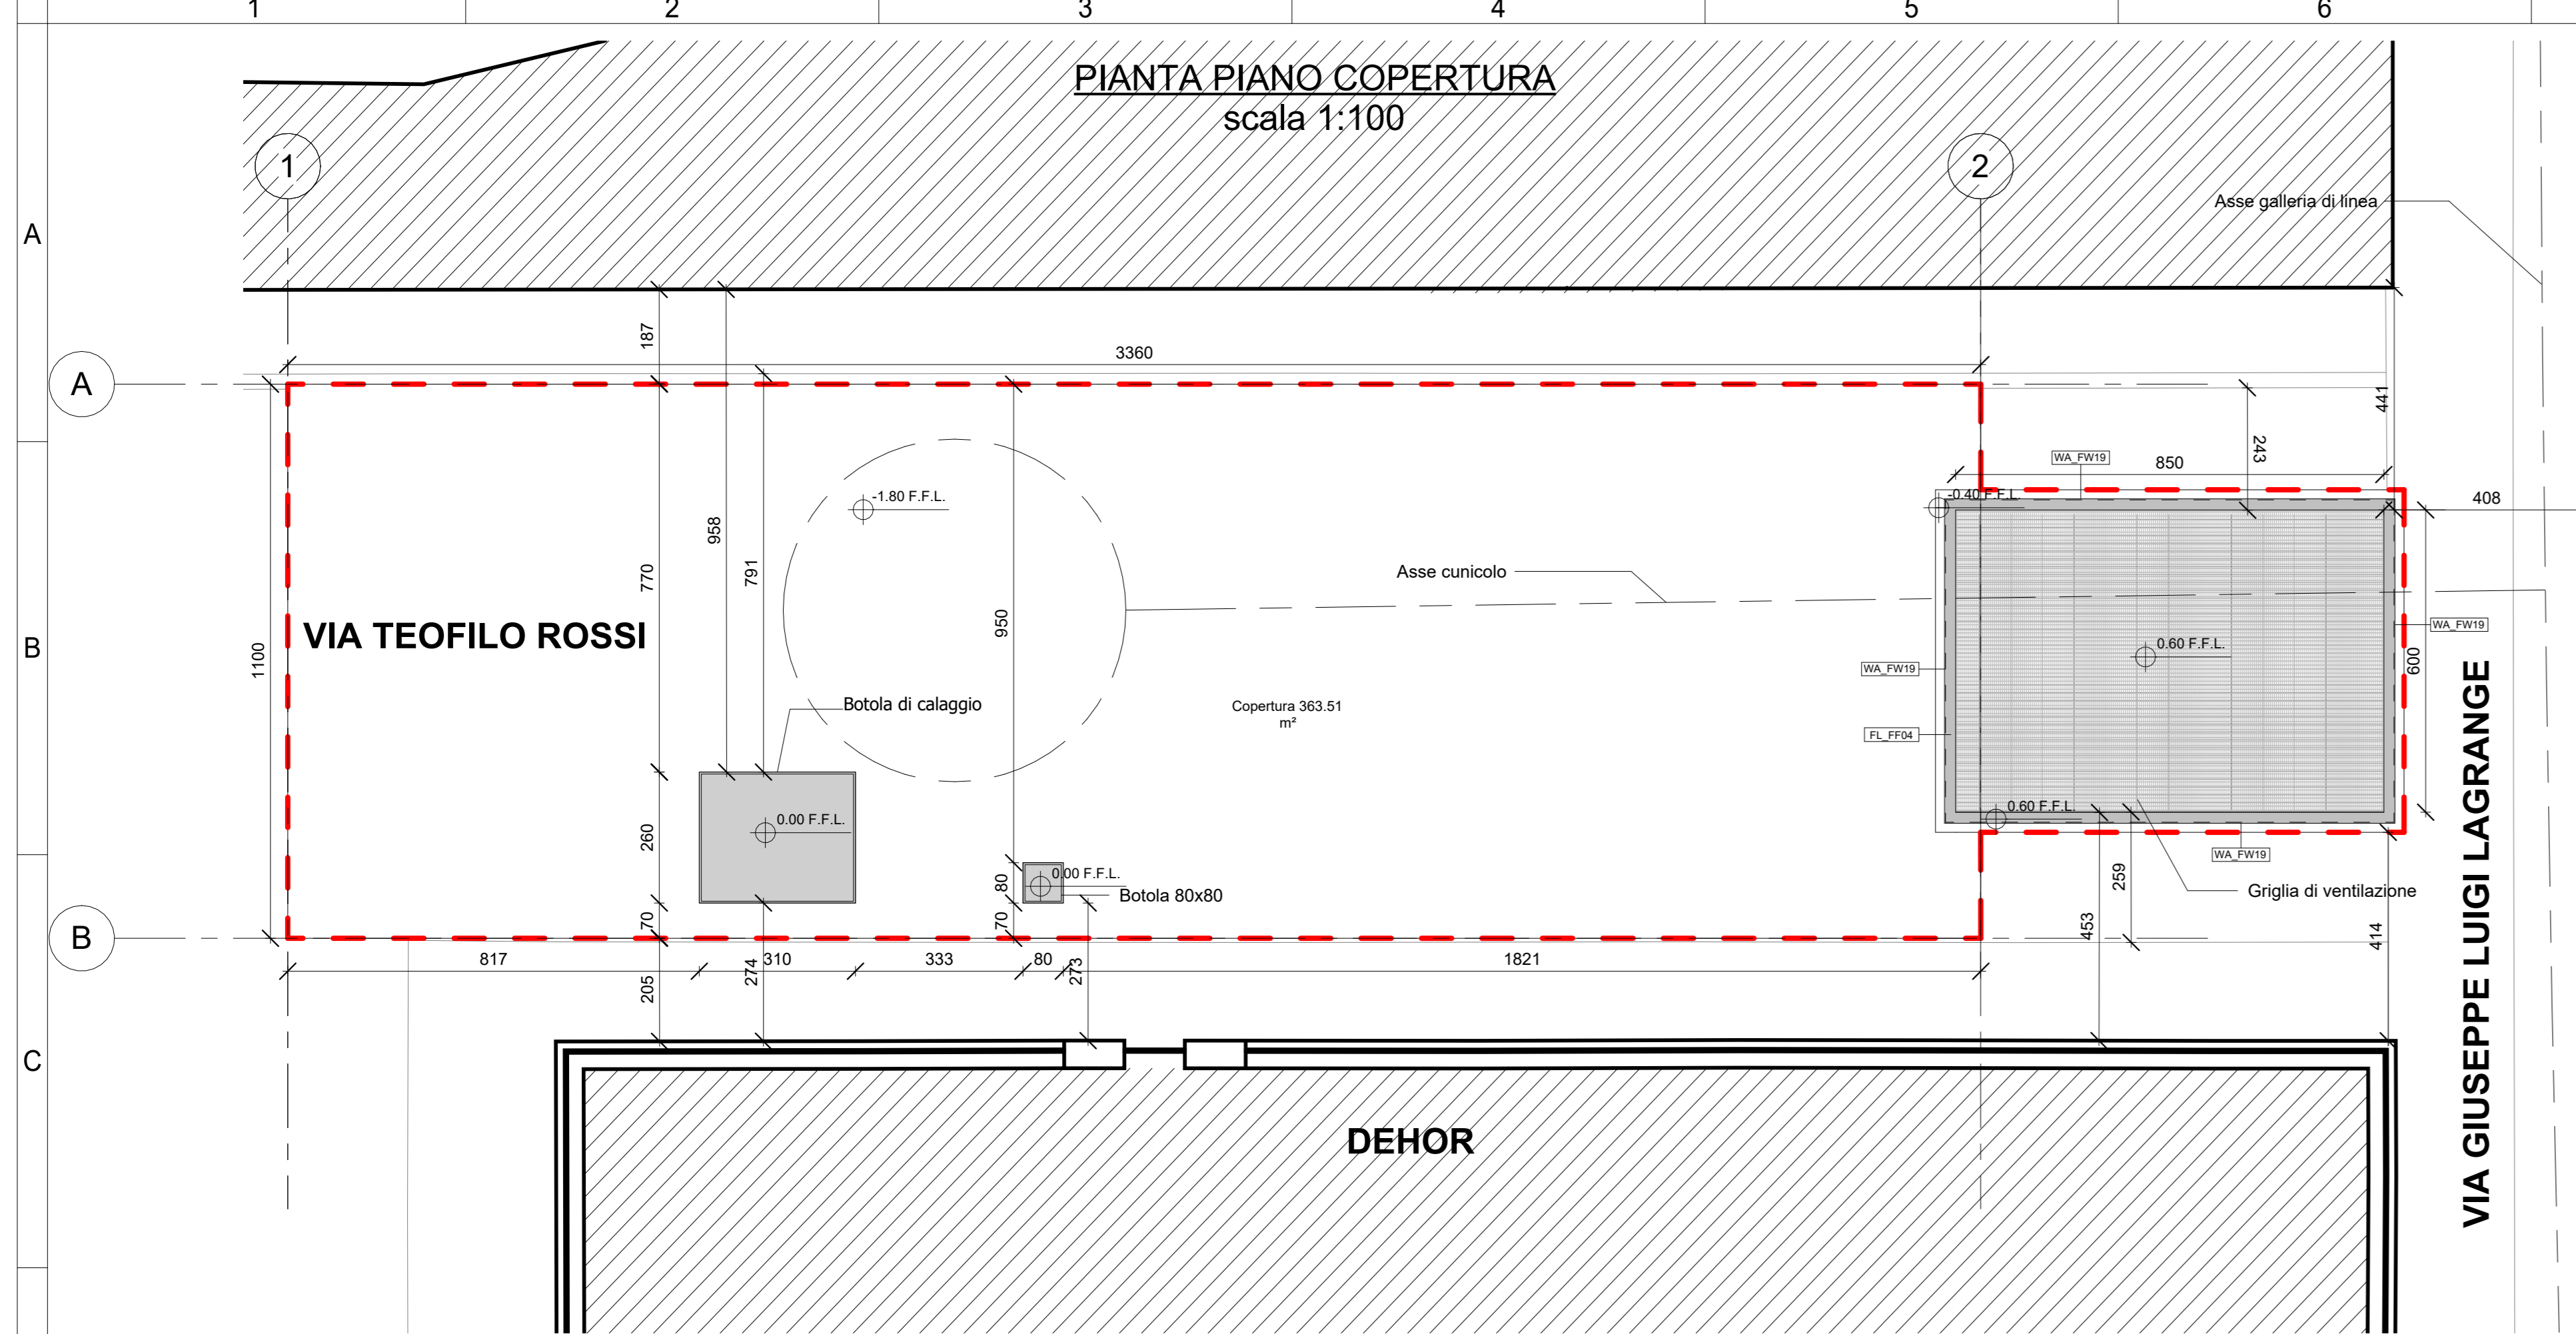 1
2
3
4
5
6
PIANTA PIANO COPERTURA
scala 1:100
1
2
Asse galleria di linea
A
187
3360
A
441
243
WA_FW19
850
-1.80 F.F.L.
-0.40 F.F.L.
408
958
770
791
Asse cunicolo
950
VIA TEOFILO ROSSI
1100
B
WA_FW19
0.60 F.F.L.
600
WA_FW19
Botola di calaggio
Copertura 363.51
m²
FL_FF04
VIA GIUSEPPE LUIGI LAGRANGE
0.00 F.F.L.
260
0.60 F.F.L.
WA_FW19
0.00 F.F.L.
80
259
Botola 80x80
Griglia di ventilazione
70
70
453
414
B
817
274
310
333
80
273
1821
205
C
DEHOR